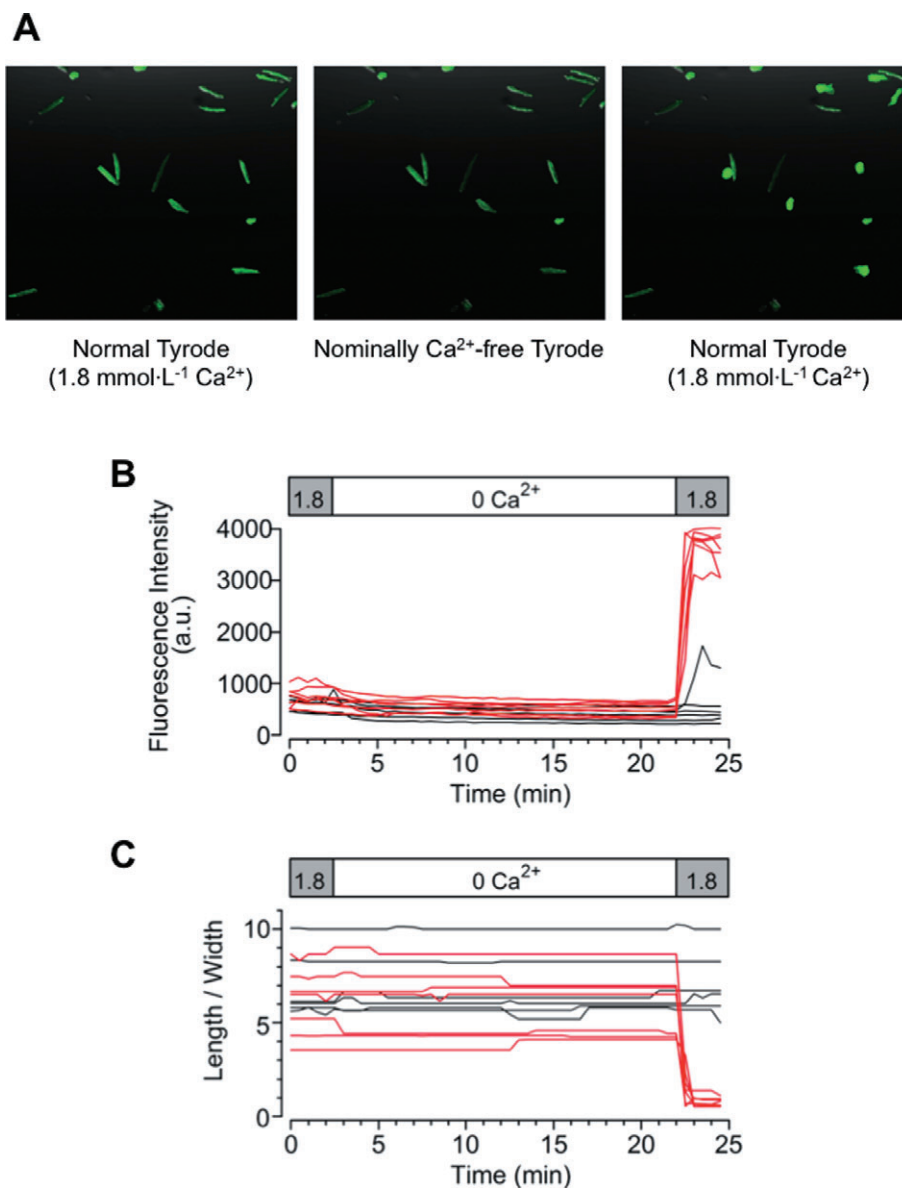 A
Normal Tyrode
(1.8 mmol·L⁻¹ Ca²⁺)
Nominally Ca²⁺-free Tyrode
Normal Tyrode
(1.8 mmol·L⁻¹ Ca²⁺)
B
1.8
0 Ca²⁺
1.8
Fluorescence Intensity
(a.u.)
4000
3000
2000
1000
0
0 5 10 15 20 25
Time (min)
C
1.8
0 Ca²⁺
1.8
Length / Width
10
5
0
0 5 10 15 20 25
Time (min)